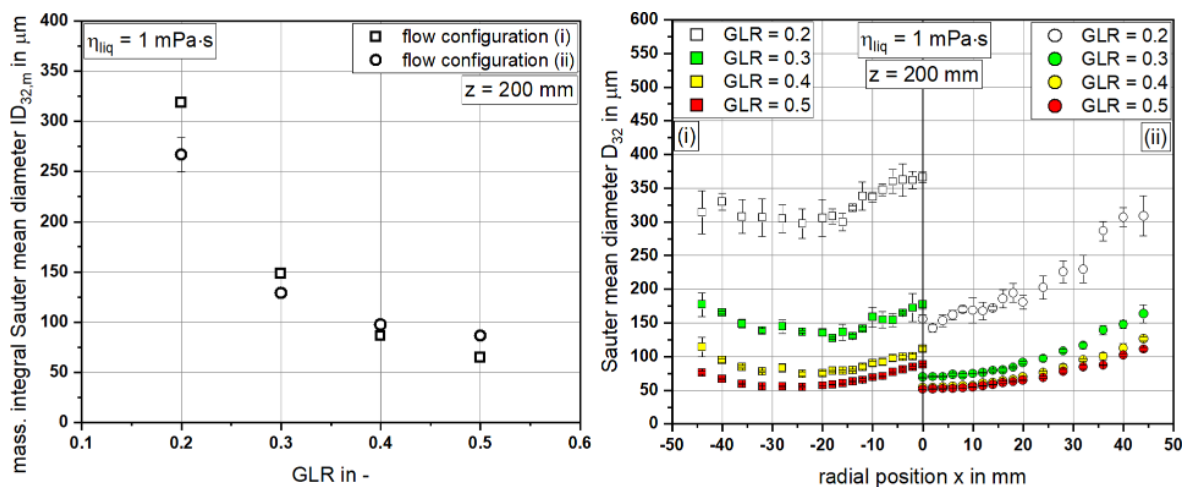 400
350
300
250
200
150
100
50
0
0.1
0.2
0.3
0.4
0.5
0.6
mass. integral Sauter mean diameter ID32,m in μm
GLR in -
ηliq = 1 mPa·s
flow configuration (i)
flow configuration (ii)
z = 200 mm
600
550
500
450
400
350
300
250
200
150
100
50
0
-50
-40
-30
-20
-10
0
10
20
30
40
50
Sauter mean diameter D32 in μm
radial position x in mm
GLR = 0.2
GLR = 0.3
GLR = 0.4
GLR = 0.5
(i)
ηliq = 1 mPa·s
z = 200 mm
GLR = 0.2
GLR = 0.3
GLR = 0.4
GLR = 0.5
(ii)